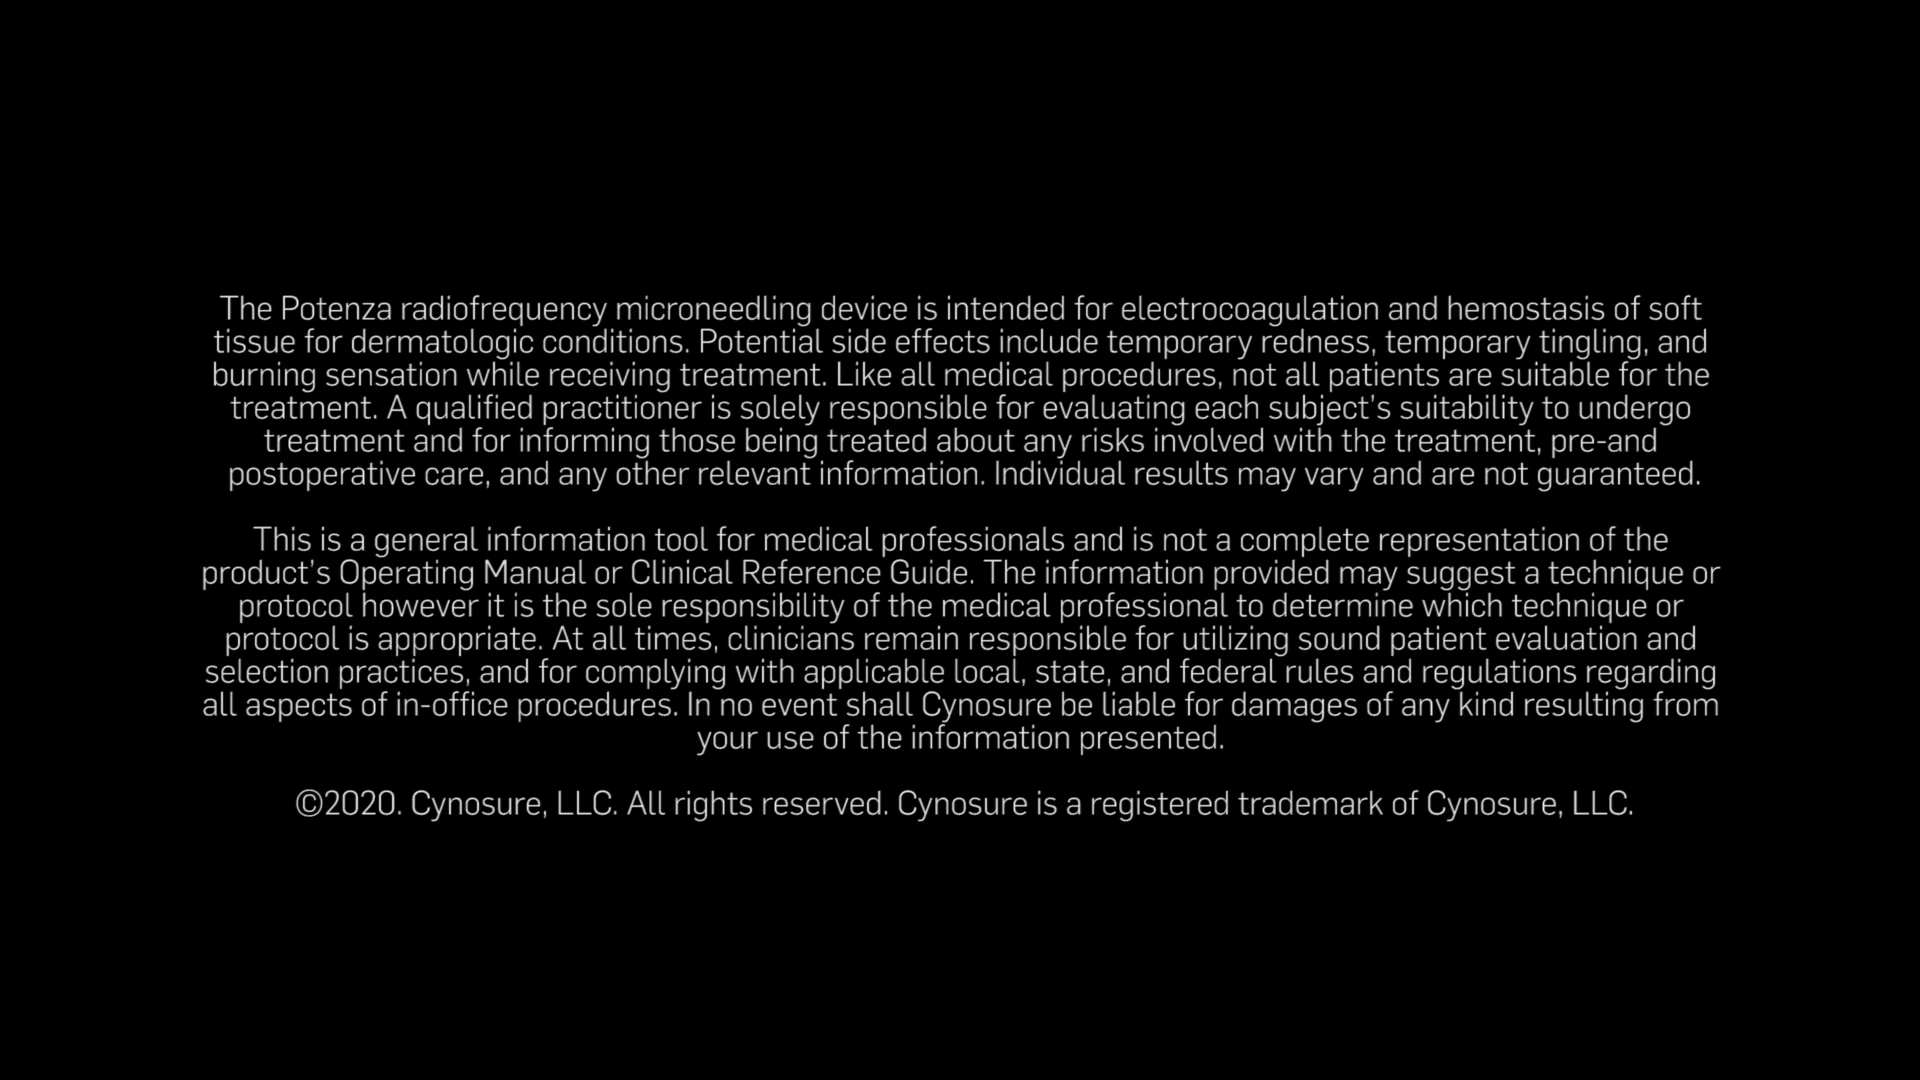 The Potenza radiofrequency microneedling device is intended for electrocoagulation and hemostasis of soft
tissue for dermatologic conditions. Potential side effects include temporary redness, temporary tingling, and
burning sensation while receiving treatment. Like all medical procedures, not all patients are suitable for the
treatment. A qualified practitioner is solely responsible for evaluating each subject's suitability to undergo
treatment and for informing those being treated about any risks involved with the treatment, pre-and
postoperative care, and any other relevant information. Individual results may vary and are not guaranteed.
This is a general information tool for medical professionals and is not a complete representation of the
product's Operating Manual or Clinical Reference Guide. The information provided may suggest a technique or
protocol however it is the sole responsibility of the medical professional to determine which technique or
protocol is appropriate. At all times, clinicians remain responsible for utilizing sound patient evaluation and
selection practices, and for complying with applicable local, state, and federal rules and regulations regarding
all aspects of in-office procedures. In no event shall Cynosure be liable for damages of any kind resulting from
your use of the information presented.
©2020. Cynosure, LLC. All rights reserved. Cynosure is a registered trademark of Cynosure, LLC.